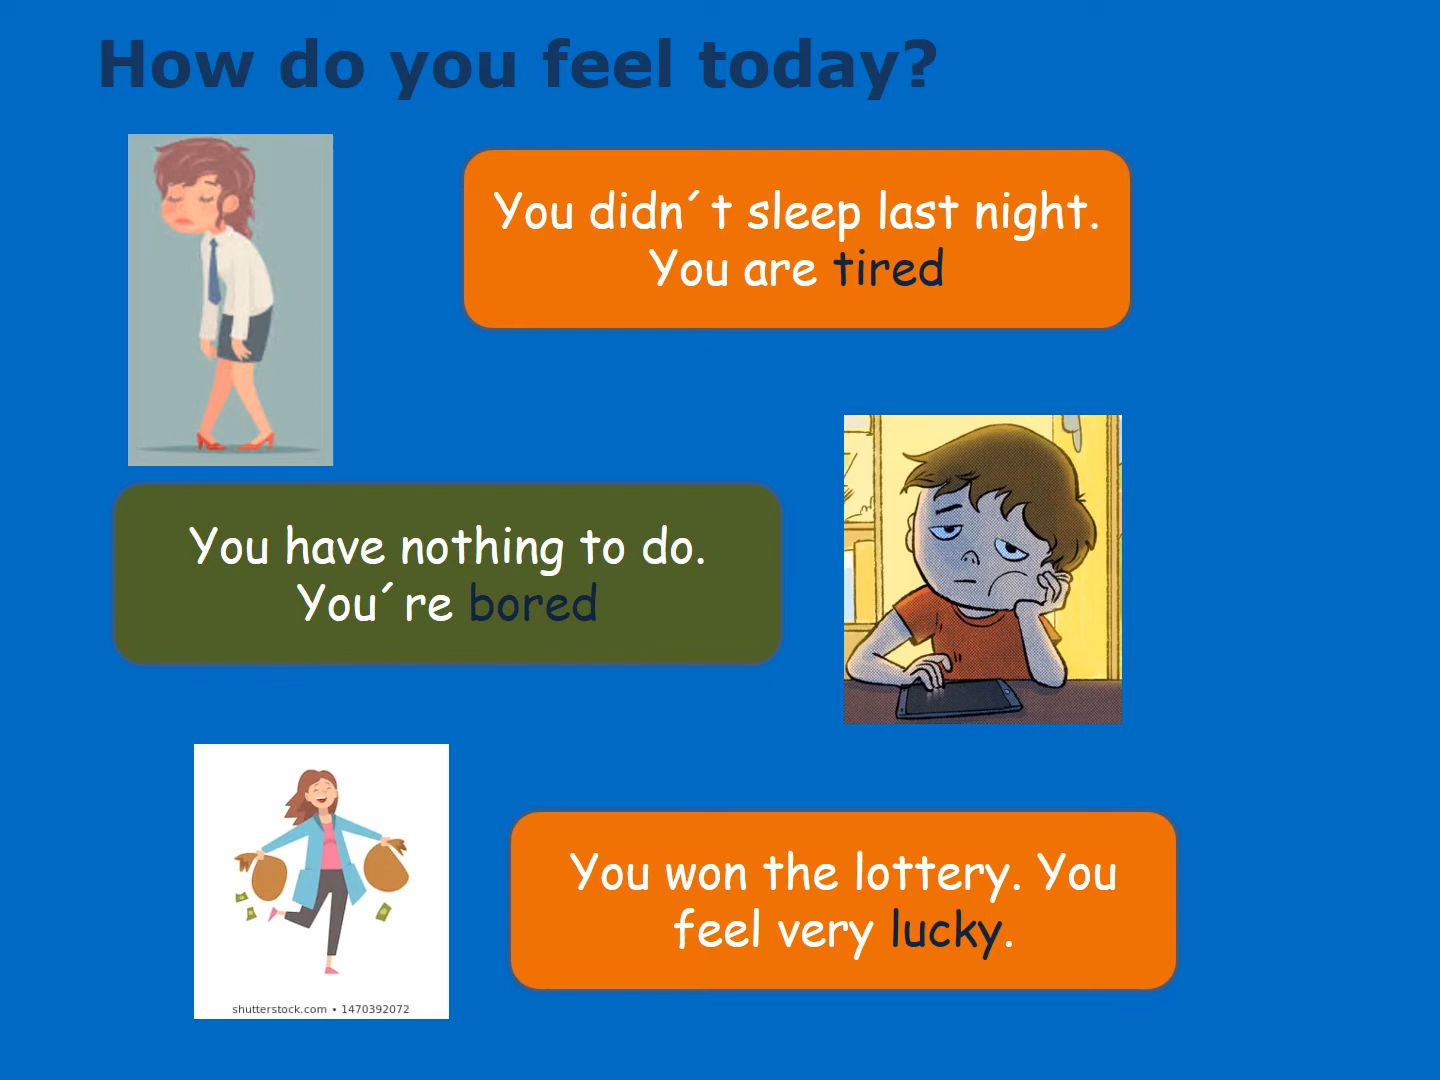 How do you feel today?
You didn´t sleep last night.
You are tired
You have nothing to do.
You´re bored
You won the lottery. You
feel very lucky.
shutterstock.com • 1470392072